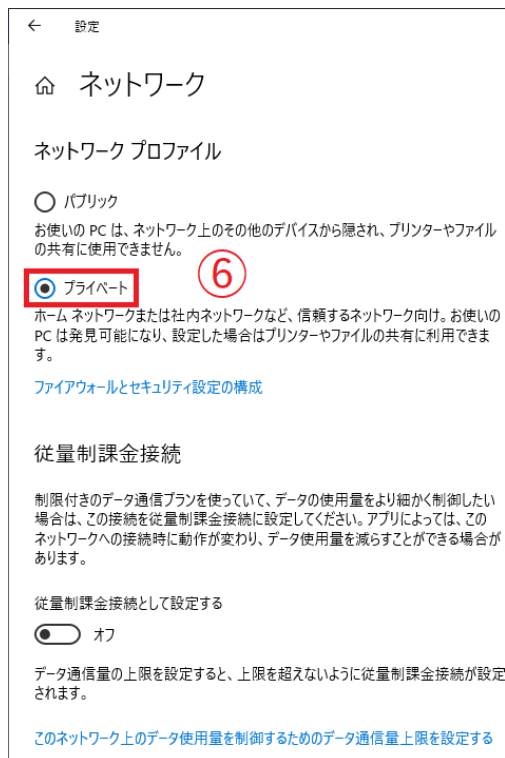 設定
ネットワーク
ネットワーク プロファイル
パブリック
お使いの PC は、ネットワーク上のその他のデバイスから隠され、プリンターやファイル
の共有に使用できません。
⑥
プライベート
ホーム ネットワークまたは社内ネットワークなど、信頼するネットワーク向け。お使いの
PC は発見可能になり、設定した場合はプリンターやファイルの共有に利用できま
す。
ファイアウォールとセキュリティ設定の構成
従量制課金接続
制限付きのデータ通信プランを使っていて、データの使用量をより細かく制御したい
場合は、この接続を従量制課金接続に設定してください。アプリによっては、この
ネットワークへの接続時に動作が変わり、データ使用量を減らすことができる場合が
あります。
従量制課金接続として設定する
オフ
データ通信量の上限を設定すると、上限を超えないように従量制課金接続が設定
されます。
このネットワーク上のデータ使用量を制御するためのデータ通信量上限を設定する